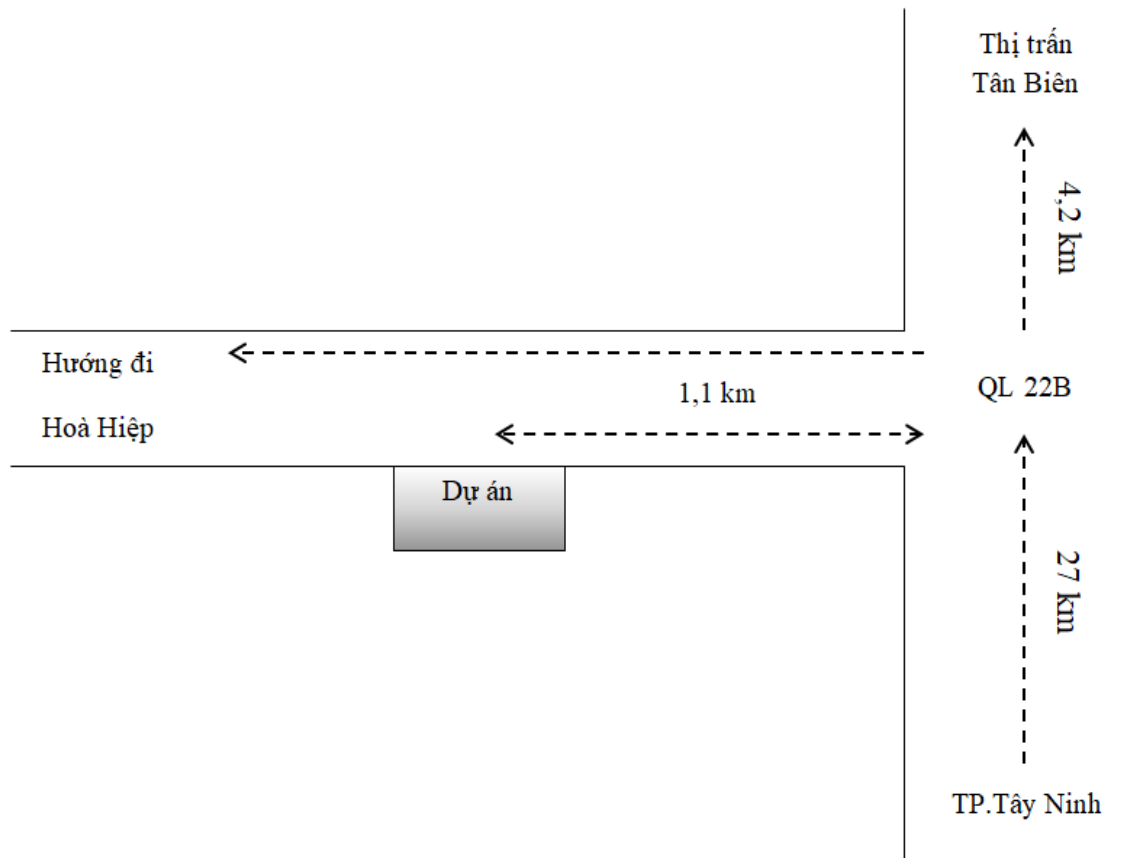 Thị trấn
Tân Biên
4,2 km
Hướng đi
1,1 km
QL 22B
Hoà Hiệp
Dự án
27 km
TP.Tây Ninh